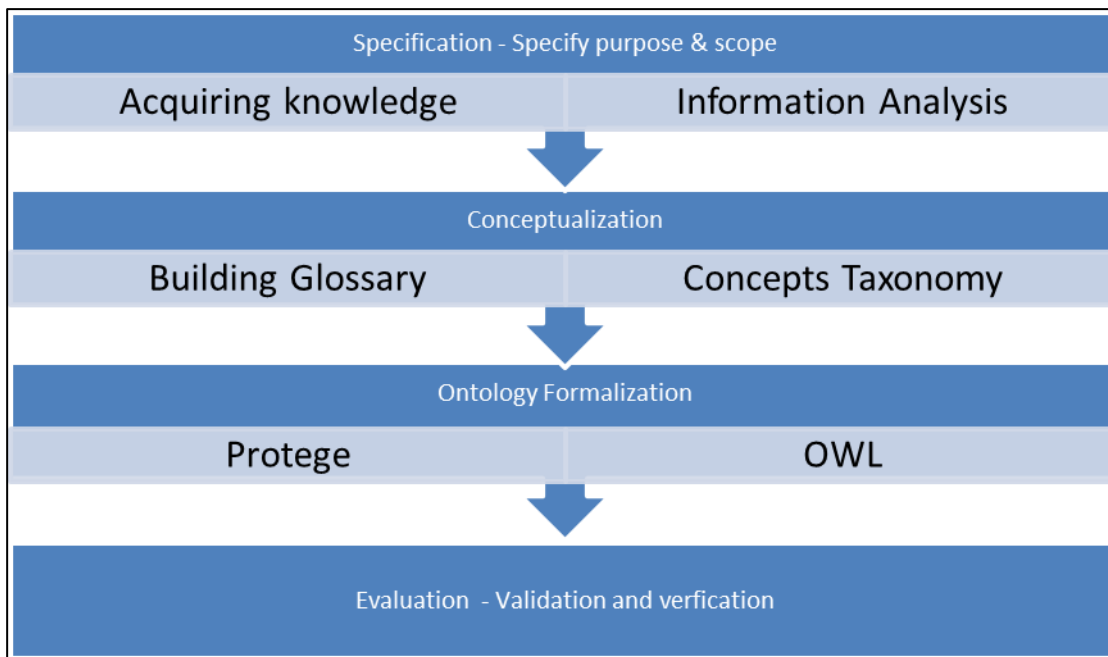 Specification - Specify purpose & scope
Acquiring knowledge
Information Analysis
Conceptualization
Building Glossary
Concepts Taxonomy
Ontology Formalization
Protege
OWL
Evaluation - Validation and verfication